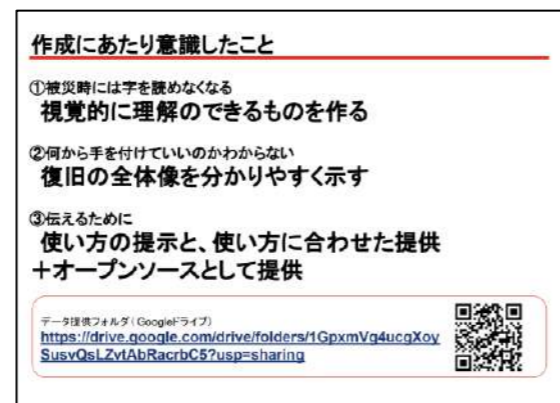 作成にあたり意識したこと
①被災時には字を読めなくなる
視覚的に理解のできるものを作る
②何から手を付けていいのかわからない
復旧の全体像を分かりやすく示す
③伝えるために
使い方の提示と、使い方に合わせた提供
＋オープンソースとして提供
データ提供フォルダ(Googleドライブ)
https://drive.google.com/drive/folders/1GpxmVg4ucgXoy
SusvQsLZvtAbRacrbC5?usp=sharing